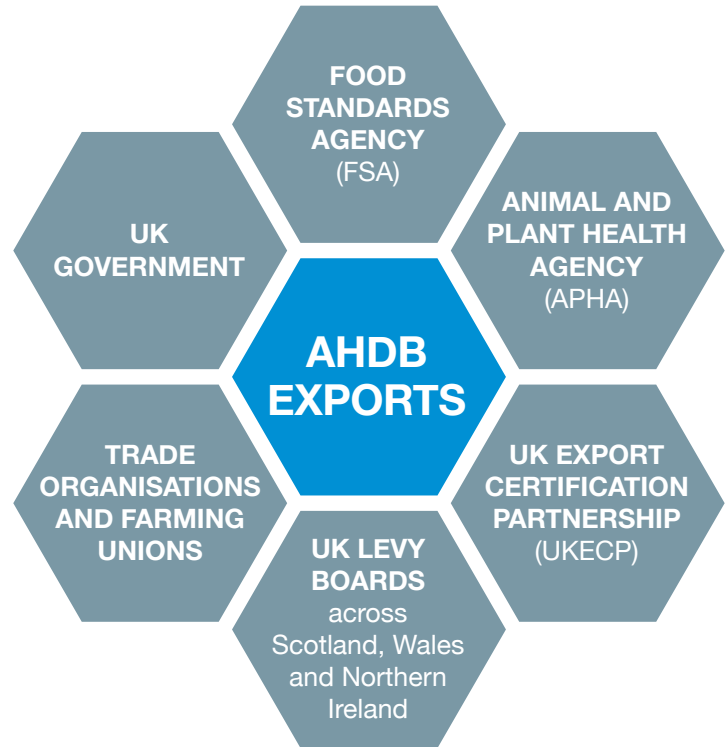 FOOD
STANDARDS
AGENCY
(FSA)
ANIMAL AND
PLANT HEALTH
AGENCY
(APHA)
UK
GOVERNMENT
AHDB
EXPORTS
TRADE
ORGANISATIONS
AND FARMING
UNIONS
UK EXPORT
CERTIFICATION
PARTNERSHIP
(UKECP)
UK LEVY
BOARDS
across
Scotland, Wales
and Northern
Ireland